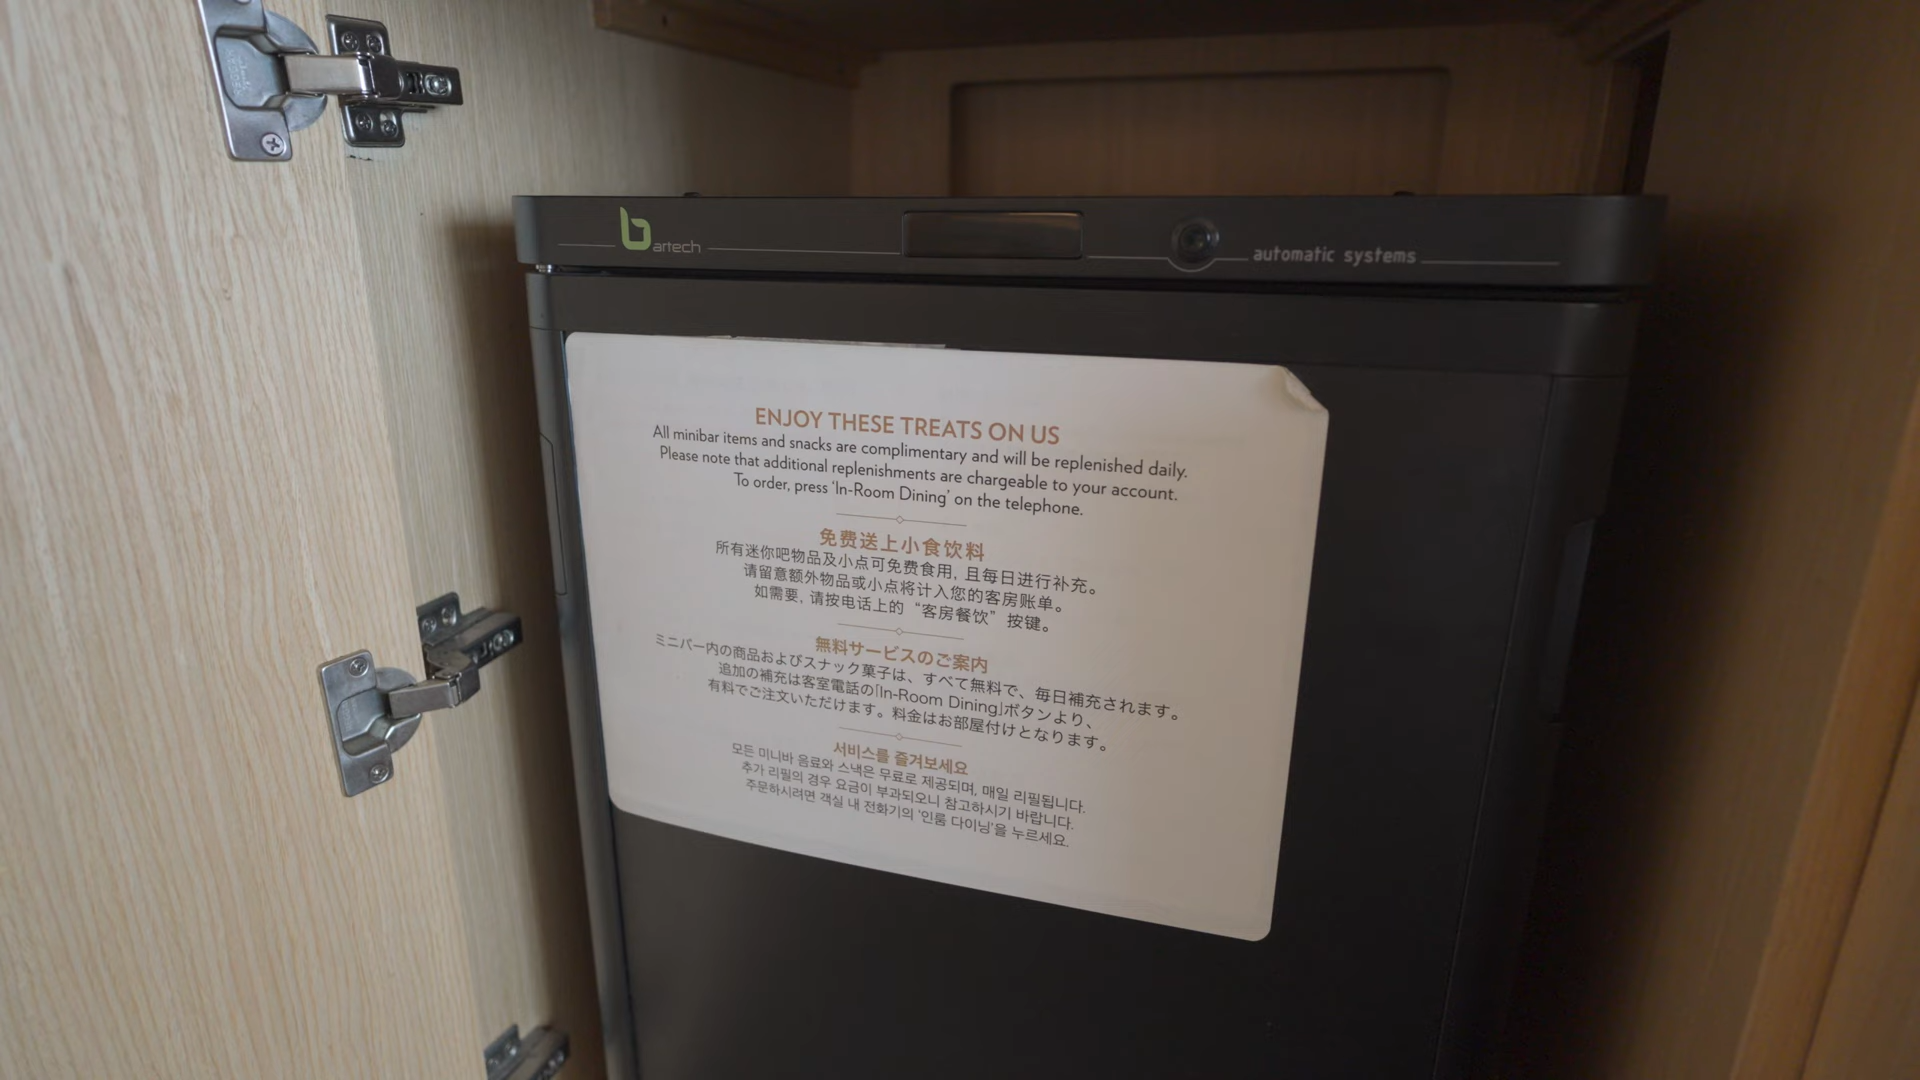 bartech
automatic systems
ENJOY THESE TREATS ON US
All minibar items and snacks are complimentary and will be replenished daily.
Please note that additional replenishments are chargeable to your account.
To order, press ‘In-Room Dining’ on the telephone.
免费送上小食饮料
所有迷你吧物品及小点可免费食用, 且每日进行补充。
请留意额外物品或小点将计入您的客房账单。
如需要, 请按电话上的“客房餐饮”按键。
無料サービスのご案内
ミニバー内の商品およびスナック菓子は、すべて無料で、毎日補充されます。
追加の補充は客室電話の「In-Room Dining」ボタンより、
有料でご注文いただけます。料金はお部屋付けとなります。
서비스를 즐겨보세요
모든 미니바 음료와 스낵은 무료로 제공되며, 매일 리필됩니다.
추가 리필의 경우 요금이 부과되오니 참고하시기 바랍니다.
주문하시려면 객실 내 전화기의 ‘인룸 다이닝’을 누르세요.